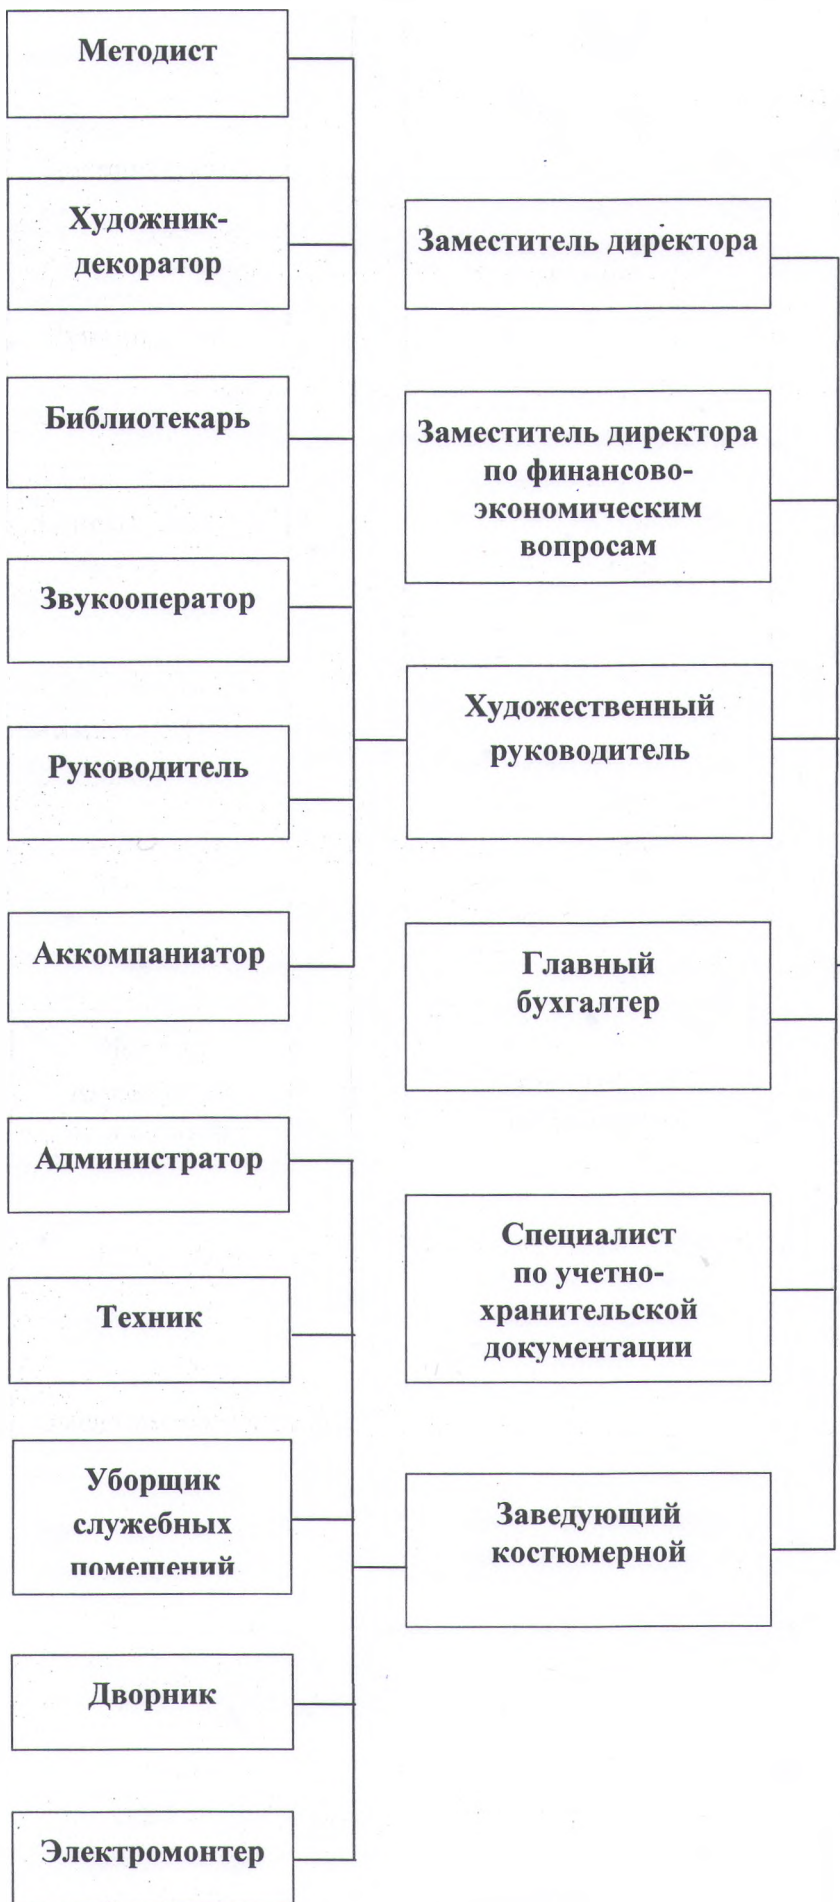 Методист
Художник-
декоратор
Библиотекарь
Звукооператор
Руководитель
Аккомпаниатор
Администратор
Техник
Уборщик
служебных
помещений
Дворник
Электромонтер
Заместитель директора
Заместитель директора
по финансово-
экономическим
вопросам
Художественный
руководитель
Главный
бухгалтер
Специалист
по учетно-
хранительской
документации
Заведующий
костюмерной